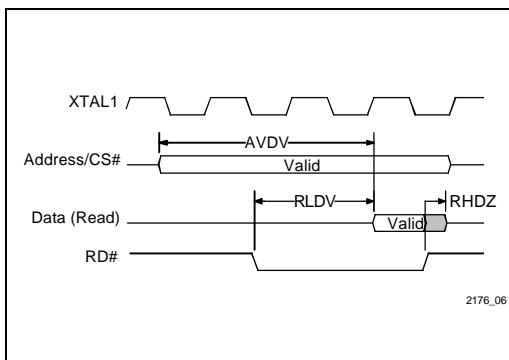 XTAL1
AVDV
Address/CS#
Valid
RLDV
RHDZ
Data (Read)
Valid
RD#
2176_06